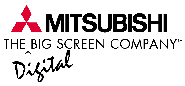 MITSUBISHI
THE BIG SCREEN COMPANY™
Digital